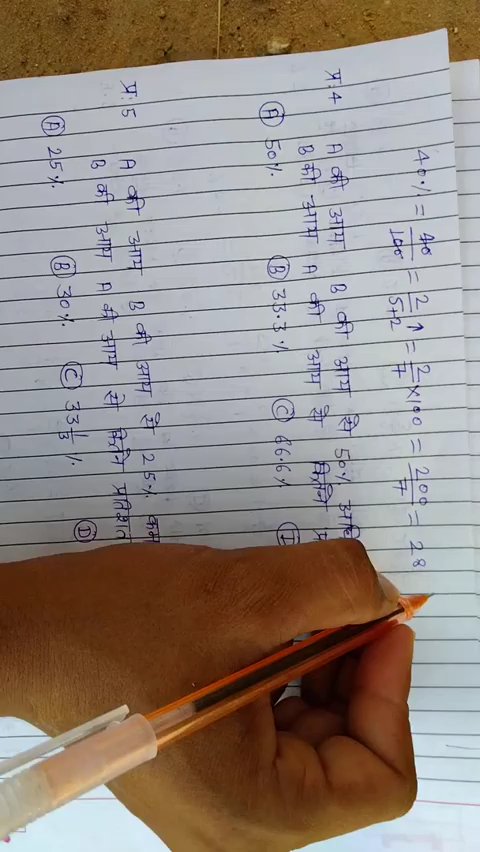 40% = 40/100 = 2/5+2 ↑ = 2/7 × 100 = 200/7 = 28
प्र.4 A की आय B की आय से 50%
B की आय A की आय से कितने
Ⓐ 50% Ⓑ 33.3% Ⓒ 66.6%
प्र.5 A की आय B की आय से 25% कम
B की आय A की आय से कितने प्रतिशत
Ⓐ 25% Ⓑ 30% Ⓒ 33 1/3 % Ⓓ